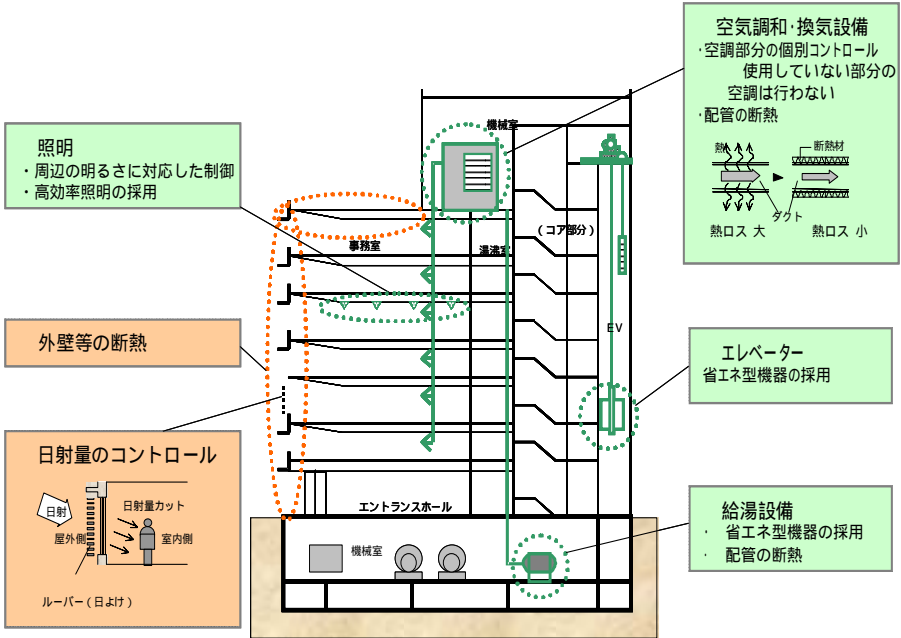 空気調和･換気設備
･空調部分の個別コントロール
使用していない部分の
空調は行わない
･配管の断熱
熱
断熱材
ダクト
熱ロス 大
熱ロス 小
照明
・周辺の明るさに対応した制御
・高効率照明の採用
機械室
(コア部分)
事務室
湯沸室
EV
外壁等の断熱
エレベーター
省エネ型機器の採用
日射量のコントロール
日射
日射量カット
屋外側
室内側
ルーバー(日よけ)
エントランスホール
機械室
給湯設備
・ 省エネ型機器の採用
・ 配管の断熱